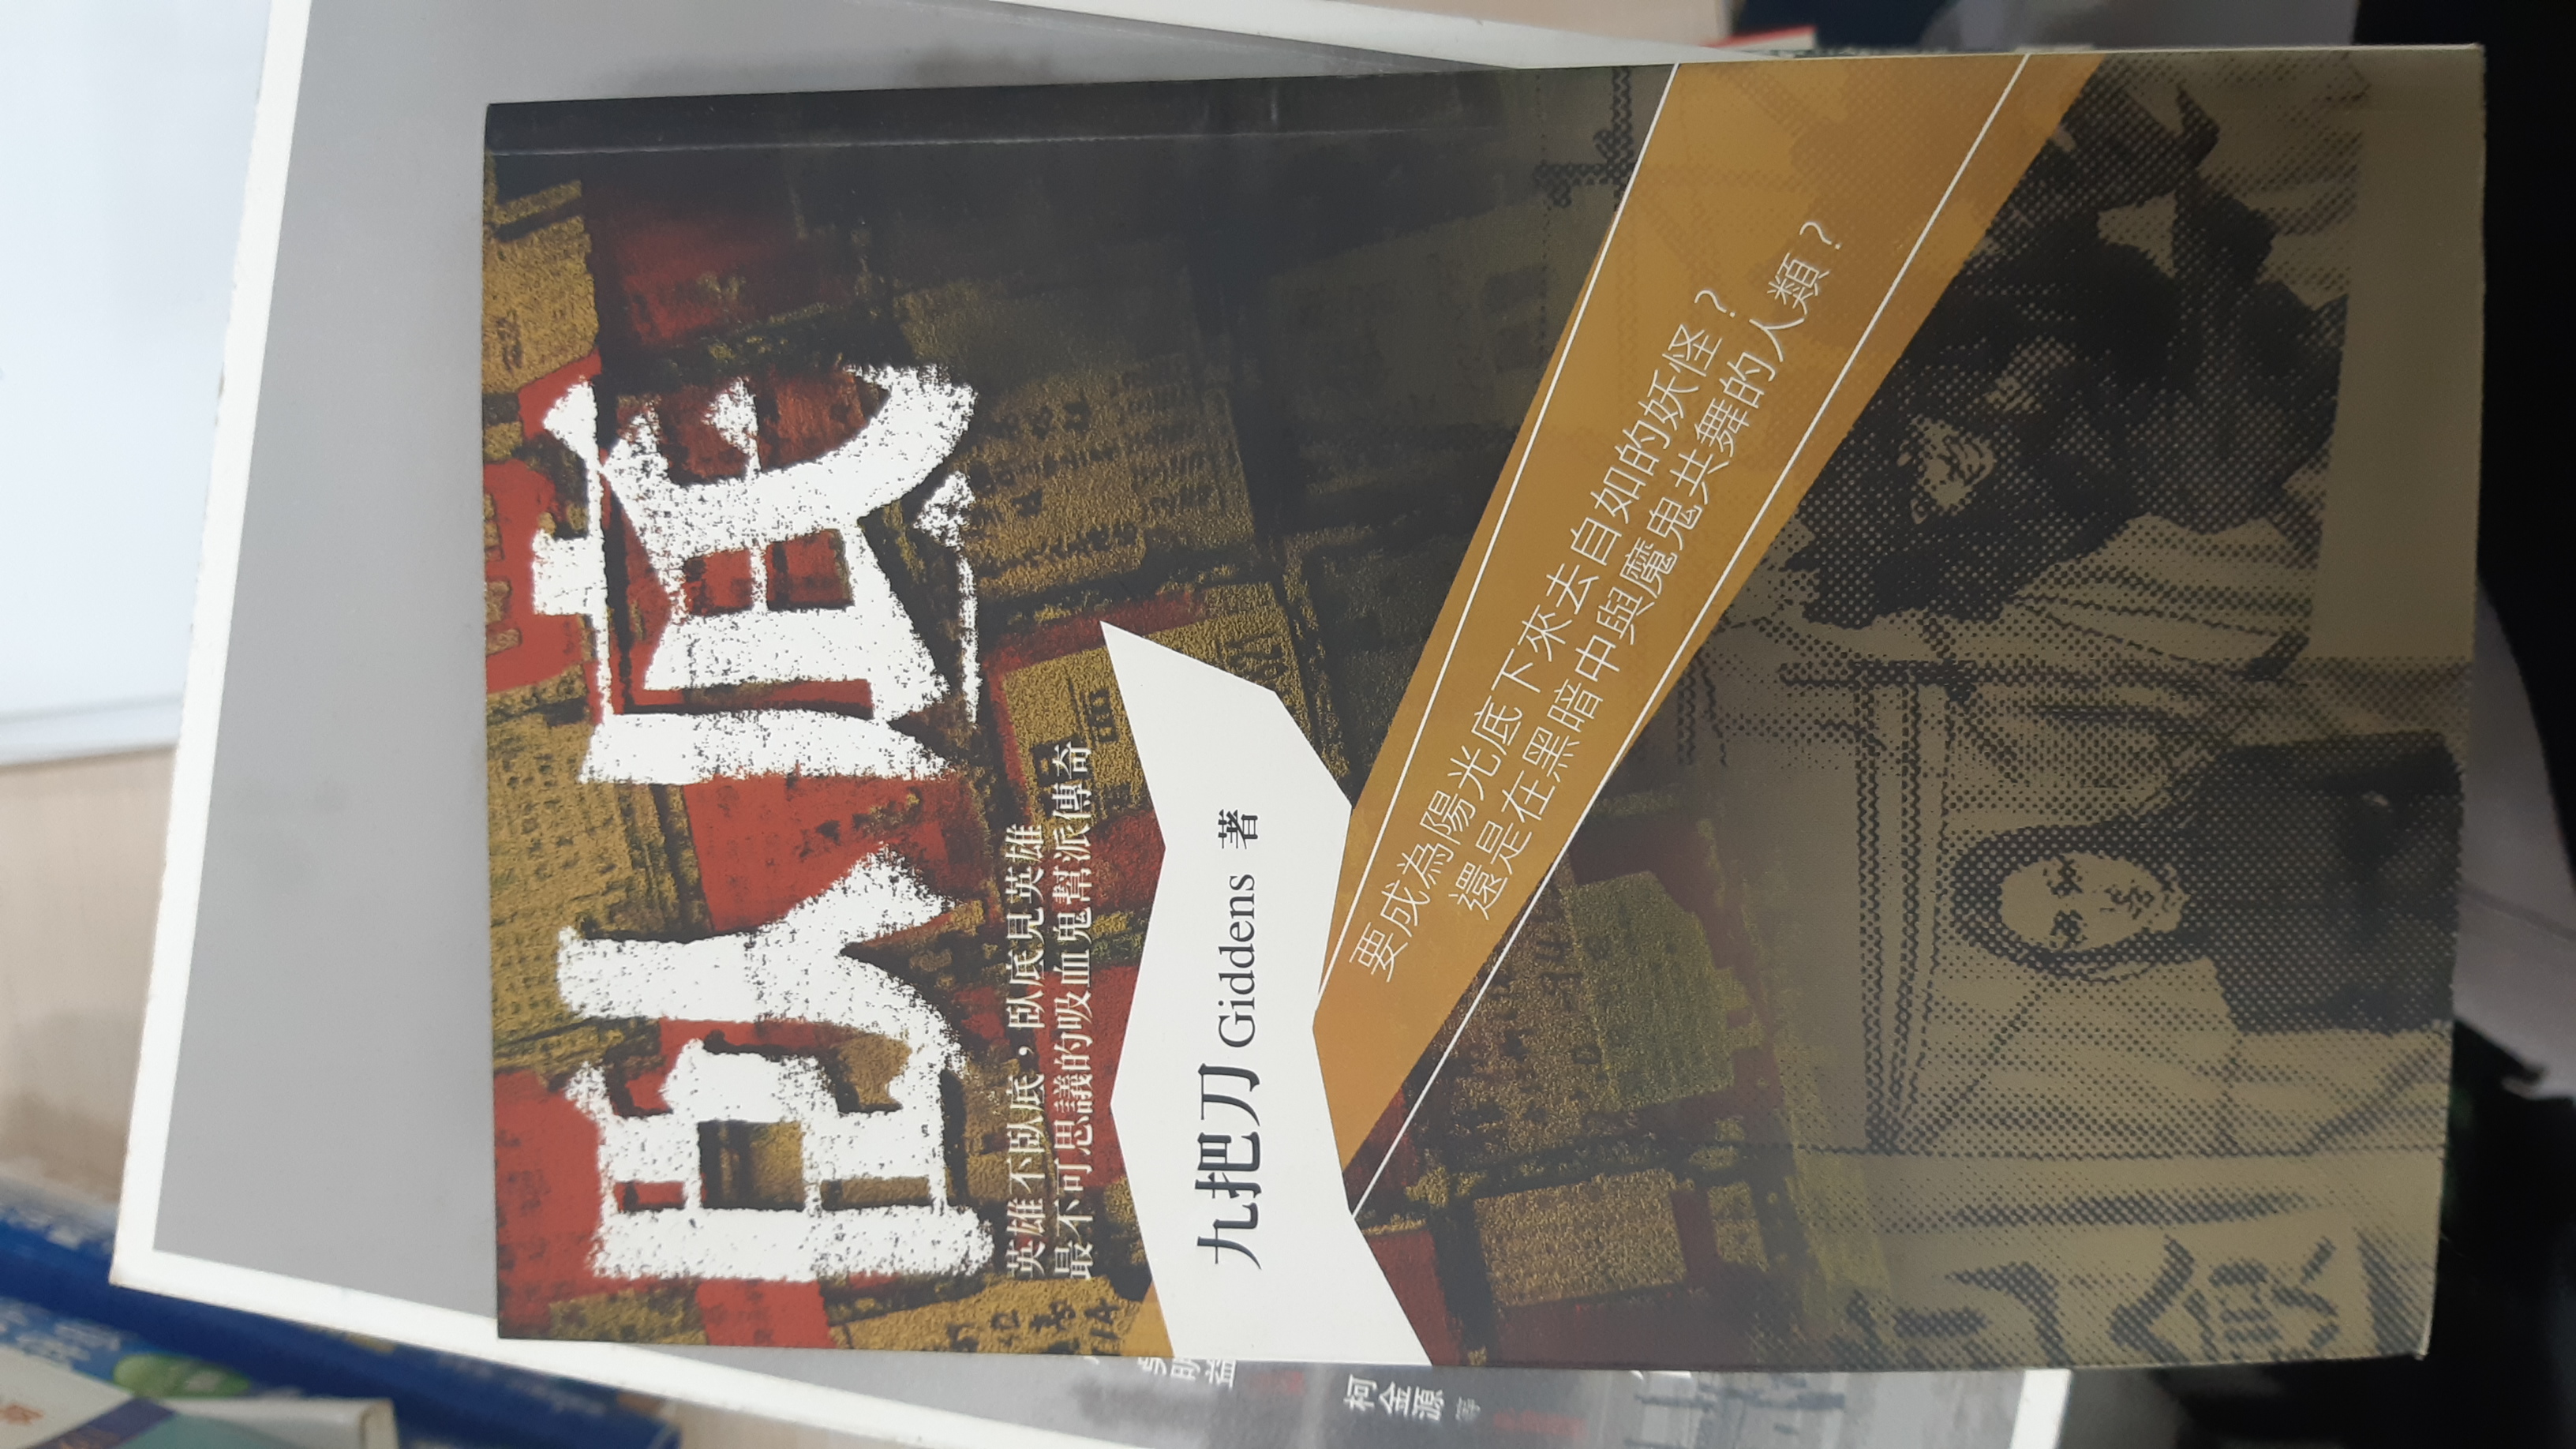 臥底
英雄不臥底，臥底見英雄
最不可思議的吸血鬼幫派傳奇
九把刀 Giddens 著
要成為陽光底下來去自如的妖怪？
還是在黑暗中與魔鬼共舞的人類？
吳明益
柯金源 等